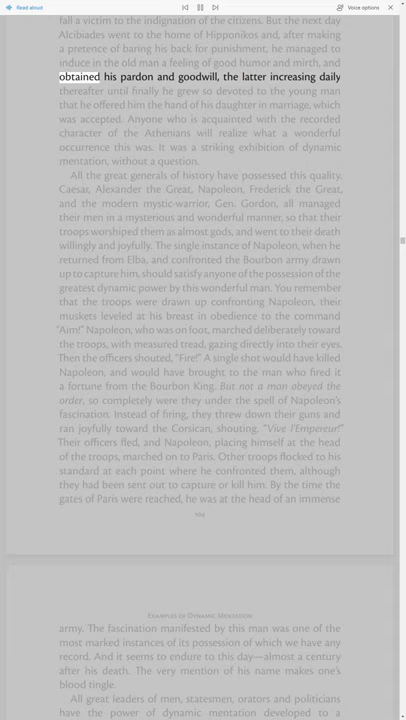 Read aloud
Voice options
fall a victim to the indignation of the citizens. But the next day
Alcibiades went to the home of Hipponikos and, after making
a pretence of baring his back for punishment, he managed to
induce in the old man a feeling of good humor and mirth, and
obtained his pardon and goodwill, the latter increasing daily
thereafter until finally he grew so devoted to the young man
that he offered him the hand of his daughter in marriage, which
was accepted. Anyone who is acquainted with the recorded
character of the Athenians will realize what a wonderful
occurrence this was. It was a striking exhibition of dynamic
mentation, without a question.
All the great generals of history have possessed this quality.
Caesar, Alexander the Great, Napoleon, Frederick the Great,
and the modern mystic-warrior, Gen. Gordon, all managed
their men in a mysterious and wonderful manner, so that their
troops worshiped them as almost gods, and went to their death
willingly and joyfully. The single instance of Napoleon, when he
returned from Elba, and confronted the Bourbon army drawn
up to capture him, should satisfy anyone of the possession of the
greatest dynamic power by this wonderful man. You remember
that the troops were drawn up confronting Napoleon, their
muskets leveled at his breast in obedience to the command
“Aim!” Napoleon, who was on foot, marched deliberately toward
the troops, with measured tread, gazing directly into their eyes.
Then the officers shouted, “Fire!” A single shot would have killed
Napoleon, and would have brought to the man who fired it
a fortune from the Bourbon King. But not a man obeyed the
order, so completely were they under the spell of Napoleon’s
fascination. Instead of firing, they threw down their guns and
ran joyfully toward the Corsican, shouting, “Vive l’Empereur!”
Their officers fled, and Napoleon, placing himself at the head
of the troops, marched on to Paris. Other troops flocked to his
standard at each point where he confronted them, although
they had been sent out to capture or kill him. By the time the
gates of Paris were reached, he was at the head of an immense
104
Examples of Dynamic Mentation
army. The fascination manifested by this man was one of the
most marked instances of its possession of which we have any
record. And it seems to endure to this day—almost a century
after his death. The very mention of his name makes one’s
blood tingle.
All great leaders of men, statesmen, orators and politicians
have the power of dynamic mentation developed to a